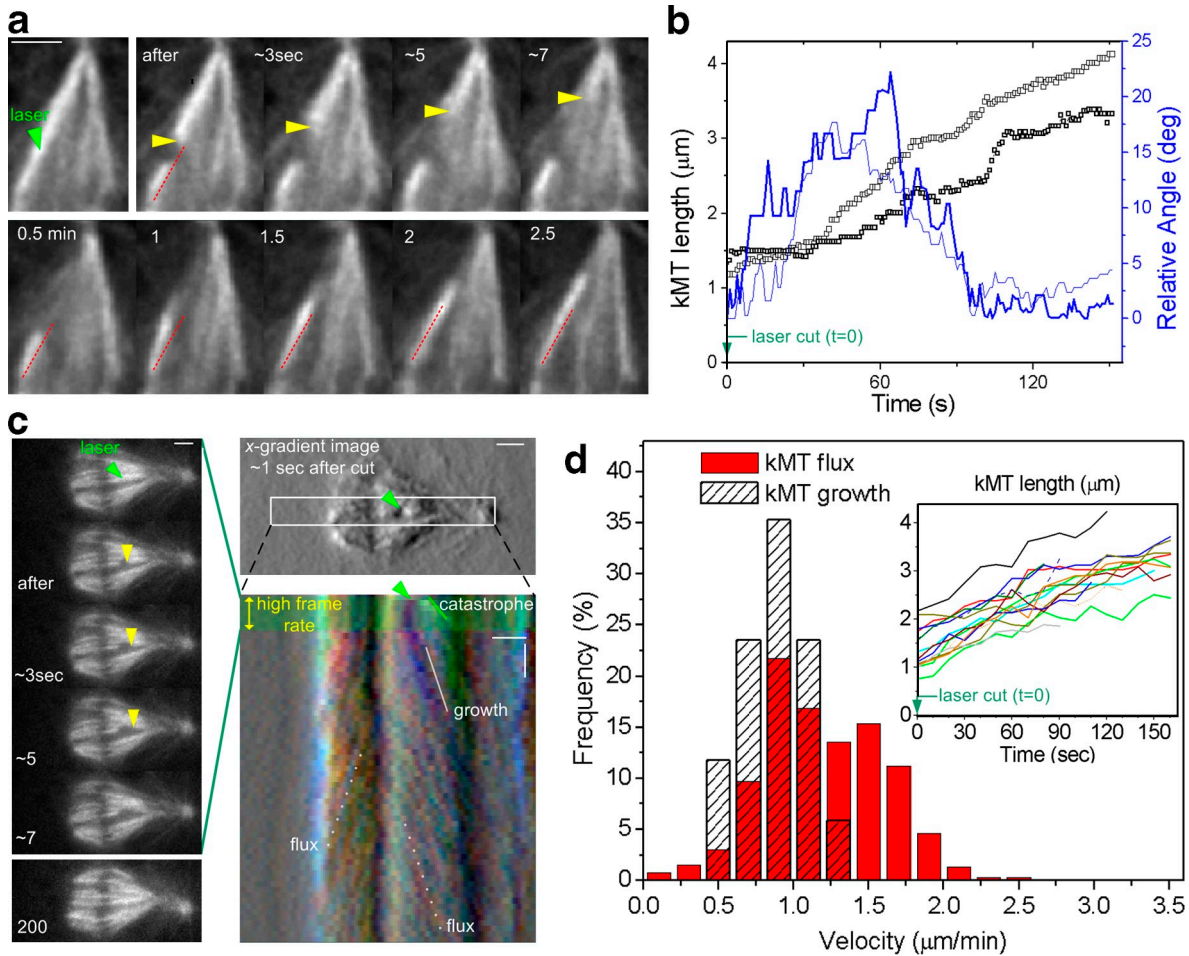 a
laser
after
~3sec
~5
~7
0.5 min
1
1.5
2
2.5
b
kMT length (μm)
4
3
2
1
0
25
20
15
10
5
0
Relative Angle (deg)
laser cut (t=0)
0
60
120
Time (s)
c
laser
after
~3sec
~5
~7
200
x-gradient image
~1 sec after cut
high frame
rate
catastrophe
growth
flux
flux
d
kMT flux
kMT growth
Frequency (%)
40
35
30
25
20
15
10
5
0
0.0
0.5
1.0
1.5
2.0
2.5
3.0
3.5
Velocity (μm/min)
kMT length (μm)
4
3
2
1
0
laser cut (t=0)
0
30
60
90
120
150
Time (sec)